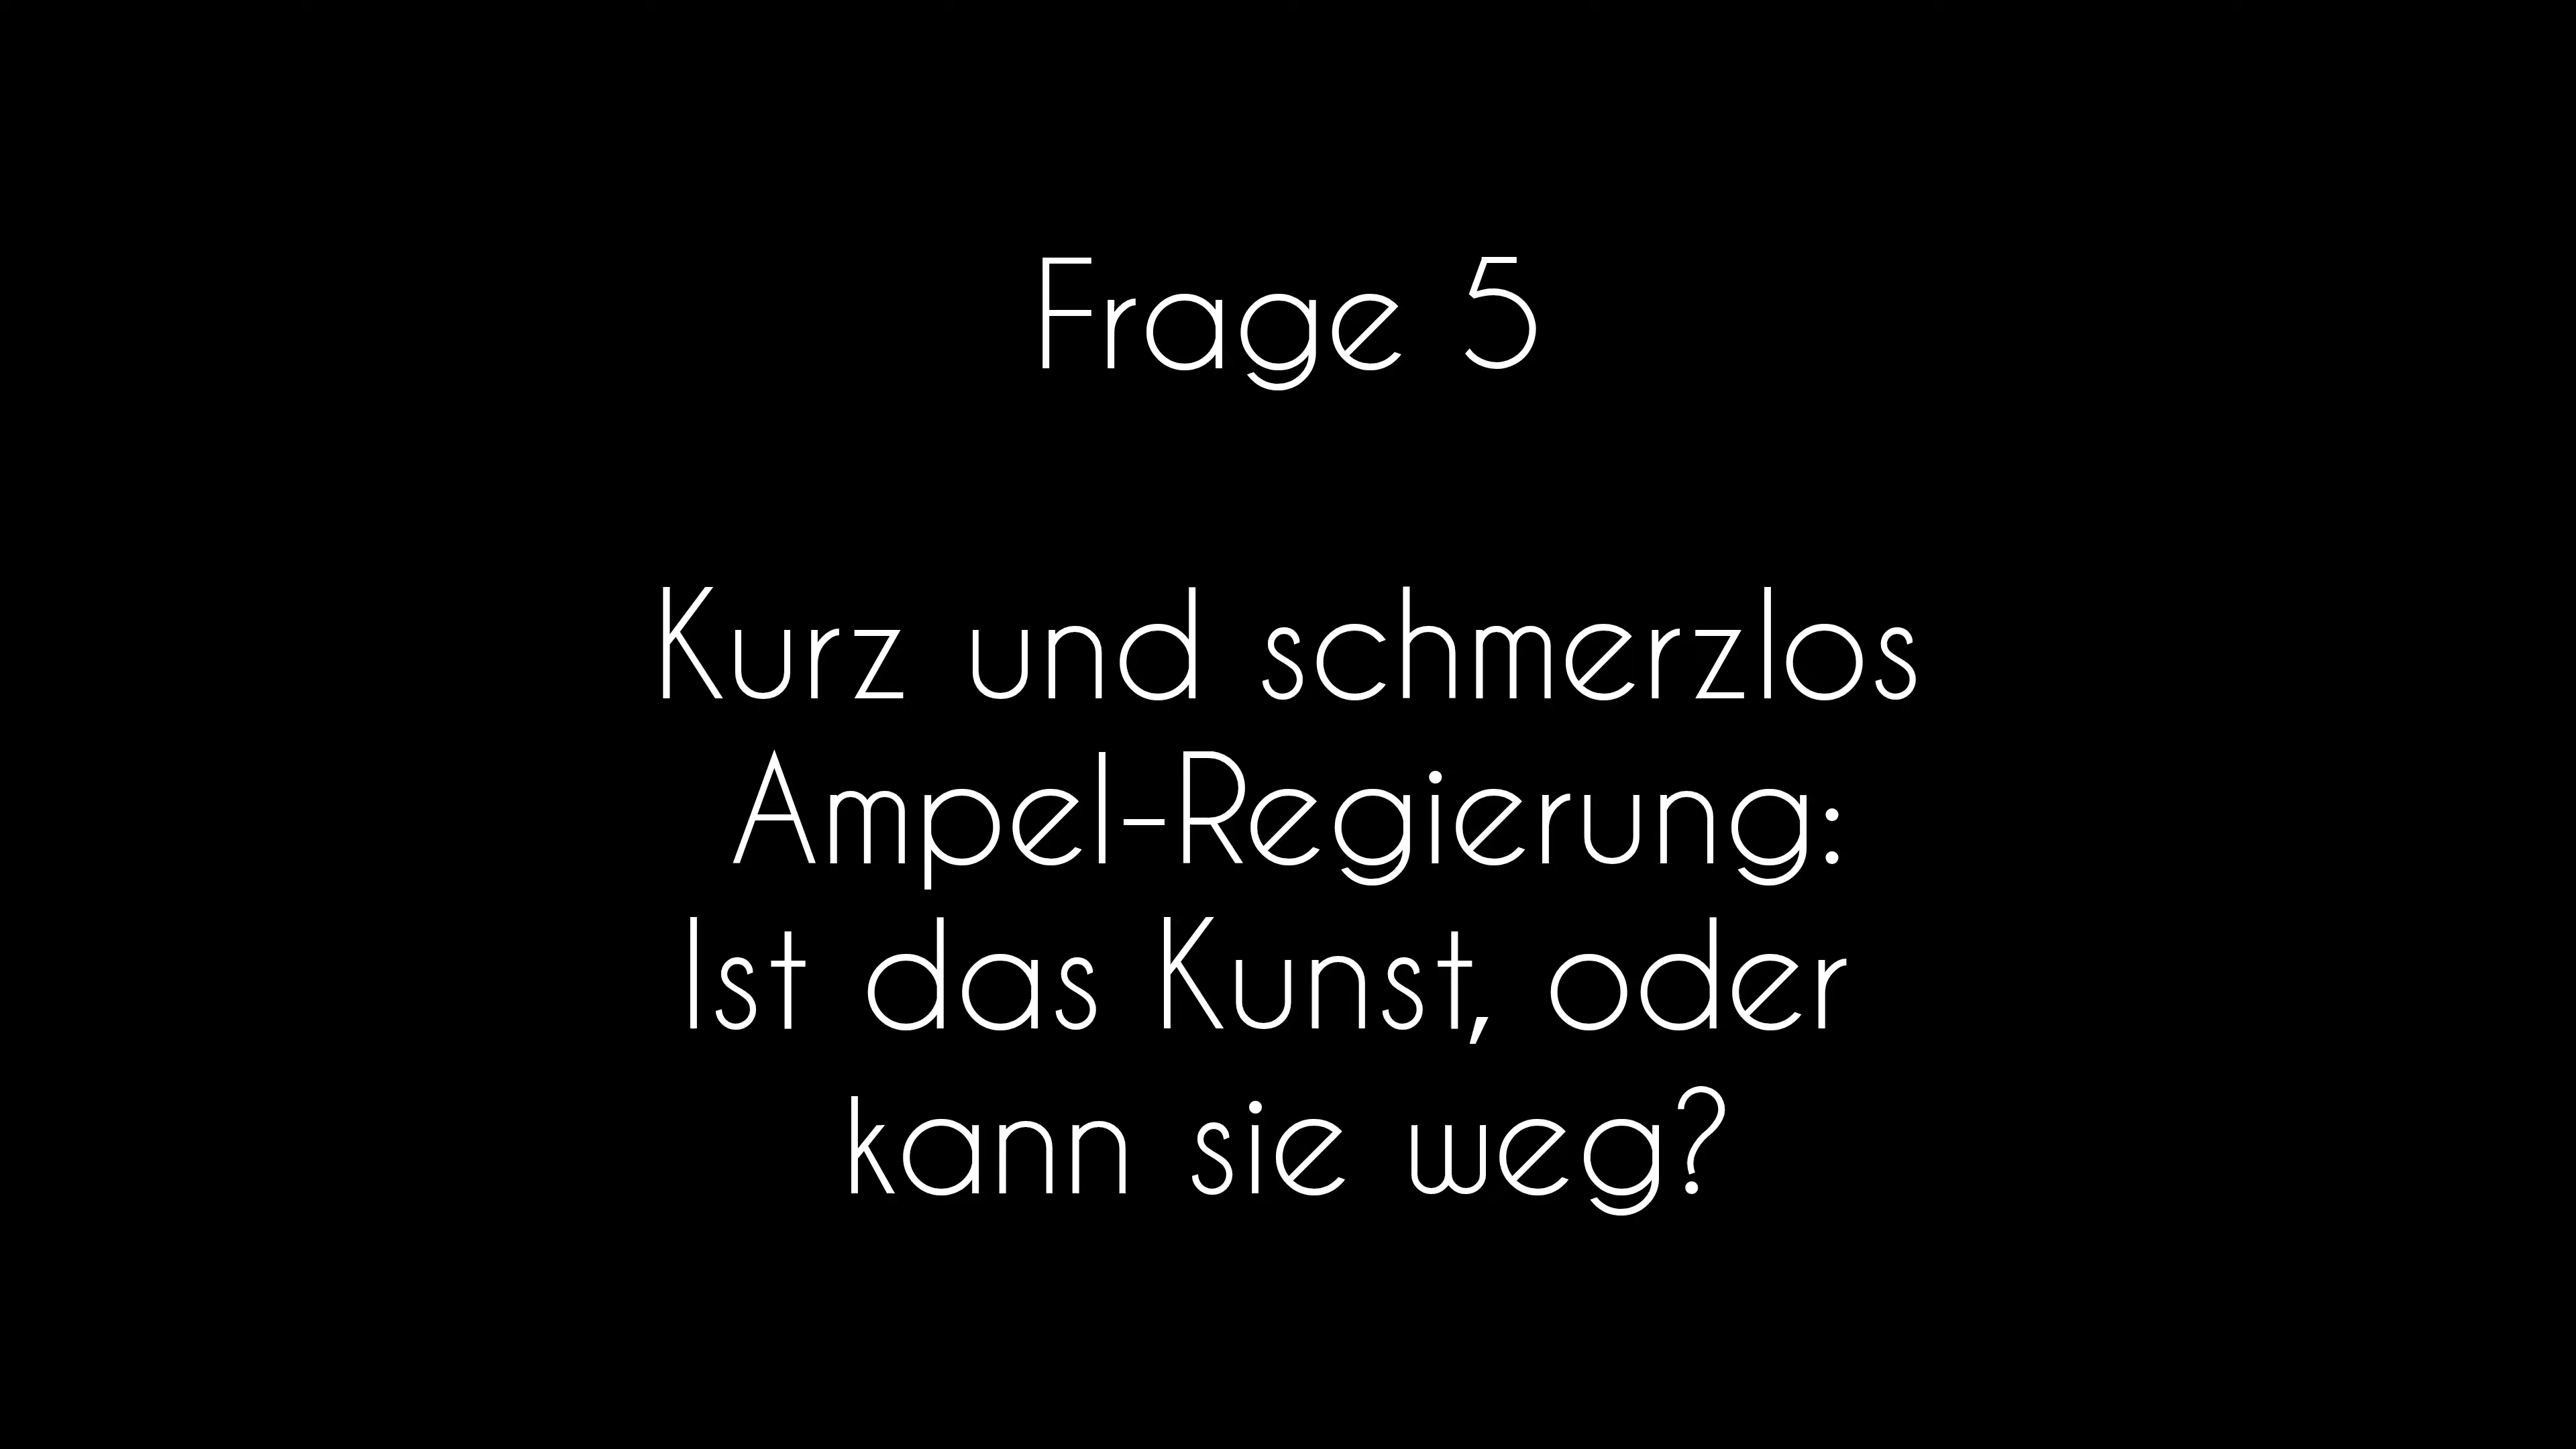 Frage 5
Kurz und schmerzlos
Ampel-Regierung:
Ist das Kunst, oder
kann sie weg?